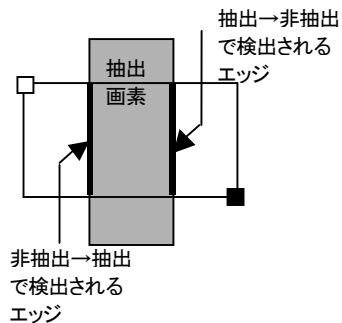 抽出→非抽出
で検出される
エッジ
抽出
画素
非抽出→抽出
で検出される
エッジ